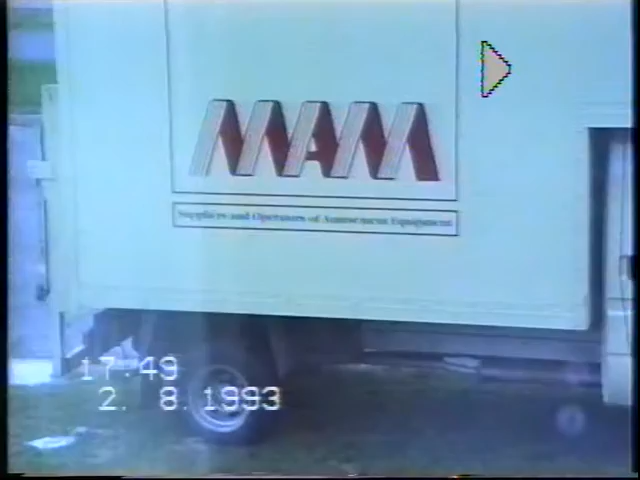 MAM
Suppliers and Operators of Amusement Equipment
17:49
2. 8. 1993